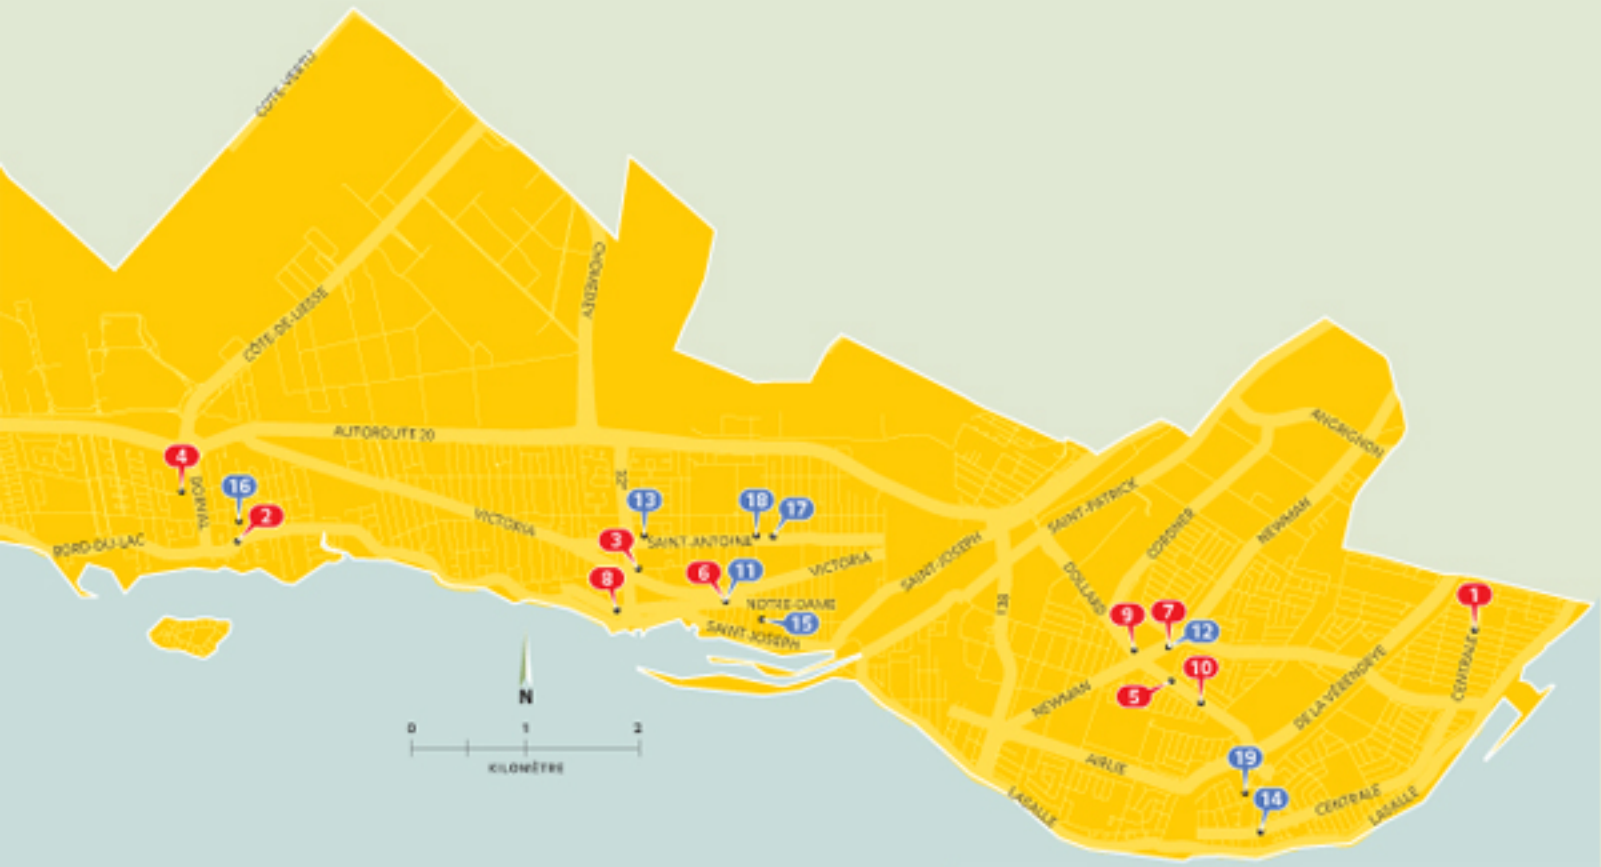 CÔTE-VERTU
CHOMEDEY
CÔTE-DE-LIESSE
ANGRIGNON
AUTOROUTE 20
4
DORVAL
16
2
BORD-DU-LAC
VICTORIA
32e
13
18
17
3
SAINT-ANTOINE
8
6
11
VICTORIA
NOTRE-DAME
15
SAINT-JOSEPH
SAINT-JOSEPH
SAINT-PATRICK
138
DOLLARD
CORDNER
NEWMAN
1
9
7
12
10
5
NEWMAN
DE LA VÉRENDRYE
CENTRALE
AIRLIE
19
14
CENTRALE
LASALLE
LASALLE
N
0 1 2
KILOMÈTRE